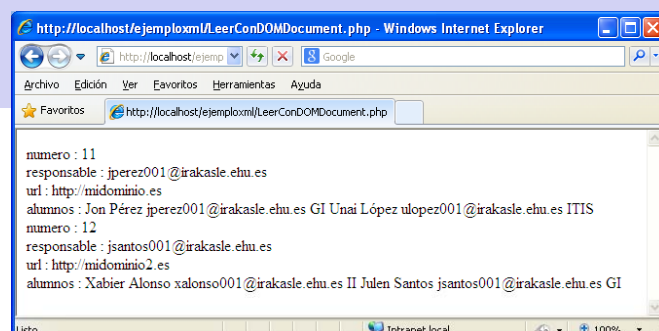 http://localhost/ejemploxml/LeerConDOMDocument.php - Windows Internet Explorer
http://localhost/ejemp Google
Archivo Edición Ver Favoritos Herramientas Ayuda
Favoritos http://localhost/ejemploxml/LeerConDOMDocument.php
numero : 11
responsable : jperez001@irakasle.ehu.es
url : http://midominio.es
alumnos : Jon Pérez jperez001@irakasle.ehu.es GI Unai López ulopez001@irakasle.ehu.es ITIS
numero : 12
responsable : jsantos001@irakasle.ehu.es
url : http://midominio2.es
alumnos : Xabier Alonso xalonso001@irakasle.ehu.es II Julen Santos jsantos001@irakasle.ehu.es GI
Listo Intranet local 100%